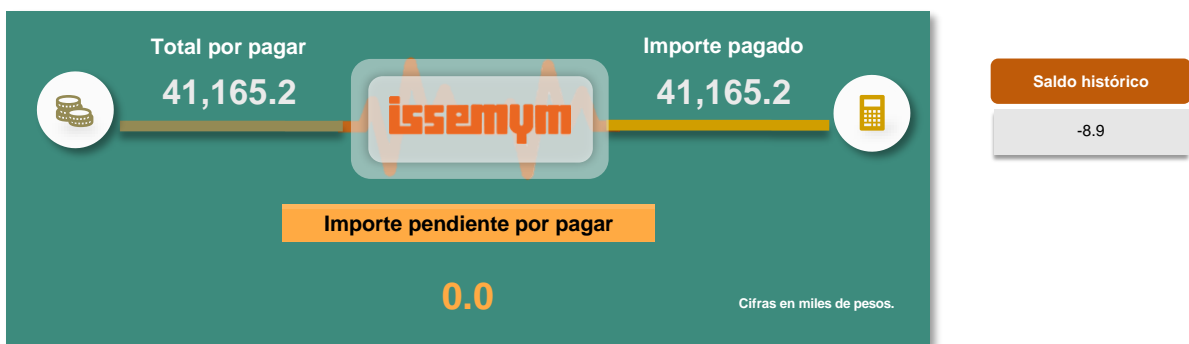 Total por pagar
41,165.2
issemym
Importe pagado
41,165.2
Importe pendiente por pagar
0.0
Cifras en miles de pesos.
Saldo histórico
-8.9